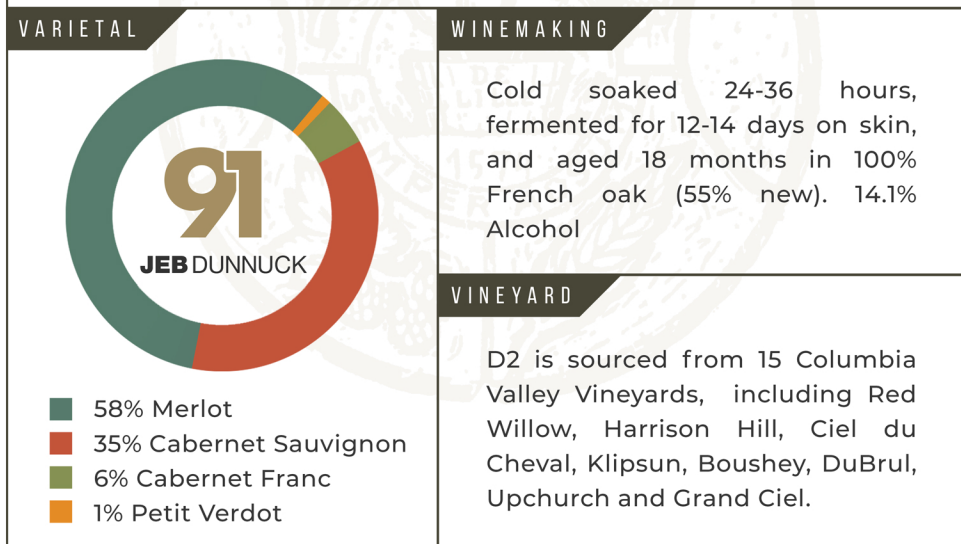 VARIETAL
91
JEB DUNNUCK
58% Merlot
35% Cabernet Sauvignon
6% Cabernet Franc
1% Petit Verdot
WINEMAKING
Cold soaked 24-36 hours,
fermented for 12-14 days on skin,
and aged 18 months in 100%
French oak (55% new). 14.1%
Alcohol
VINEYARD
D2 is sourced from 15 Columbia
Valley Vineyards, including Red
Willow, Harrison Hill, Ciel du
Cheval, Klipsun, Boushey, DuBrul,
Upchurch and Grand Ciel.